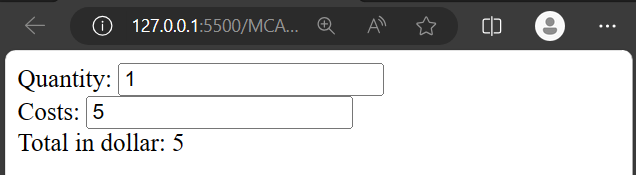 127.0.0.1:5500/MCA...
Quantity: 1
Costs: 5
Total in dollar: 5